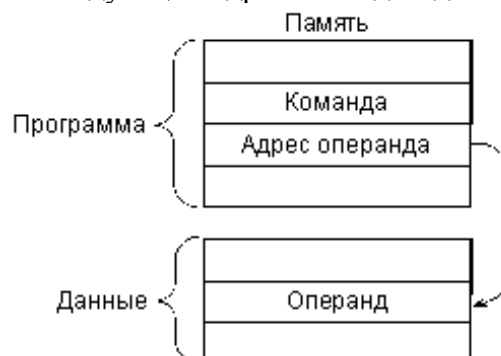 Память
Команда
Программа
Адрес операнда
Данные
Операнд